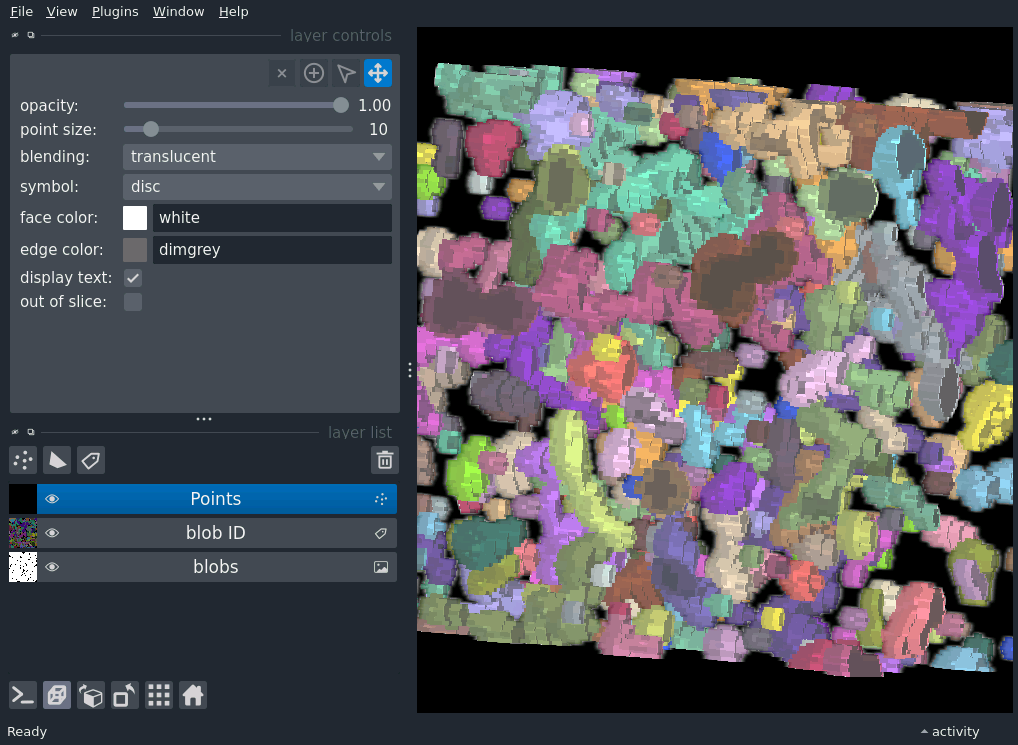 File View Plugins Window Help
layer controls
opacity: 1.00
point size: 10
blending: translucent
symbol: disc
face color: white
edge color: dimgrey
display text:
out of slice:
layer list
Points
blob ID
blobs
Ready activity